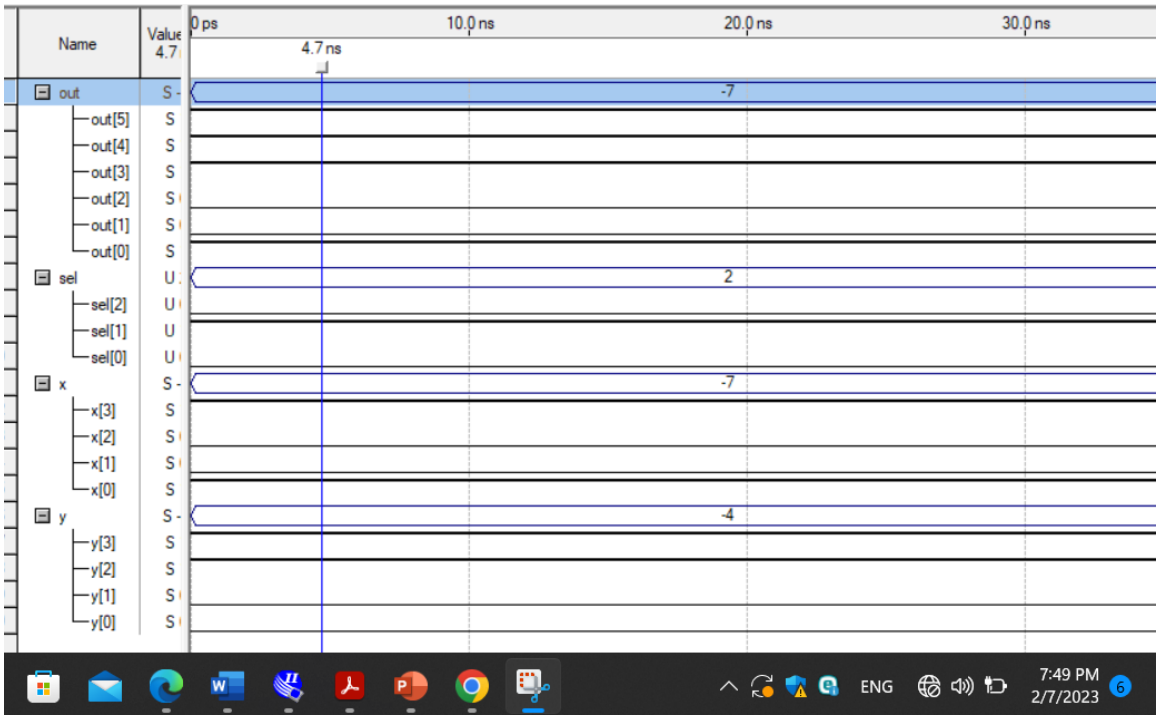 Name
Value
4.7
0 ps
10.0 ns
20.0 ns
30.0 ns
4.7 ns
out
S -
-7
out[5]
S
out[4]
S
out[3]
S
out[2]
S
out[1]
S
out[0]
S
sel
U
2
sel[2]
U
sel[1]
U
sel[0]
U
x
S -
-7
x[3]
S
x[2]
S
x[1]
S
x[0]
S
y
S -
-4
y[3]
S
y[2]
S
y[1]
S
y[0]
S
W
II
P
ENG
7:49 PM
2/7/2023
6